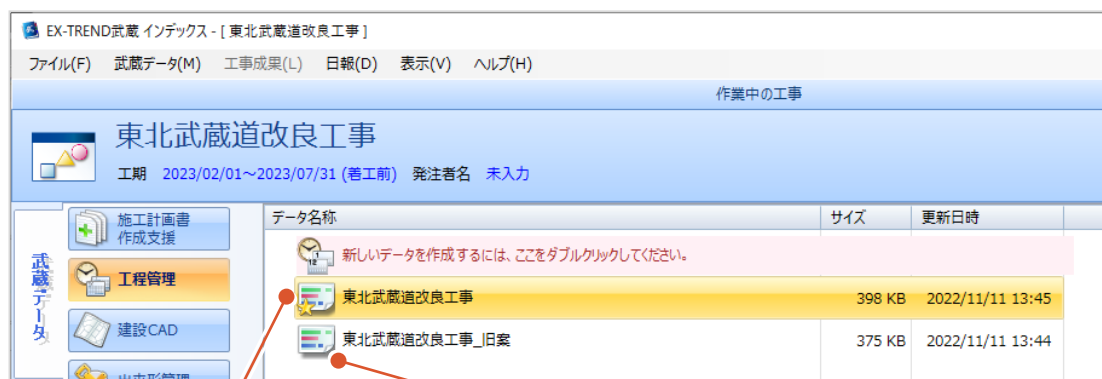 EX-TREND武蔵 インデックス - [ 東北武蔵道改良工事 ]
ファイル(F) 武蔵データ(M) 工事成果(L) 日報(D) 表示(V) ヘルプ(H)
作業中の工事
東北武蔵道改良工事
工期 2023/02/01～2023/07/31 (着工前) 発注者名 未入力
武蔵データ
施工計画書
作成支援
工程管理
建設CAD
出来形管理
データ名称 サイズ 更新日時
新しいデータを作成するには、ここをダブルクリックしてください。
東北武蔵道改良工事 398 KB 2022/11/11 13:45
東北武蔵道改良工事_旧案 375 KB 2022/11/11 13:44